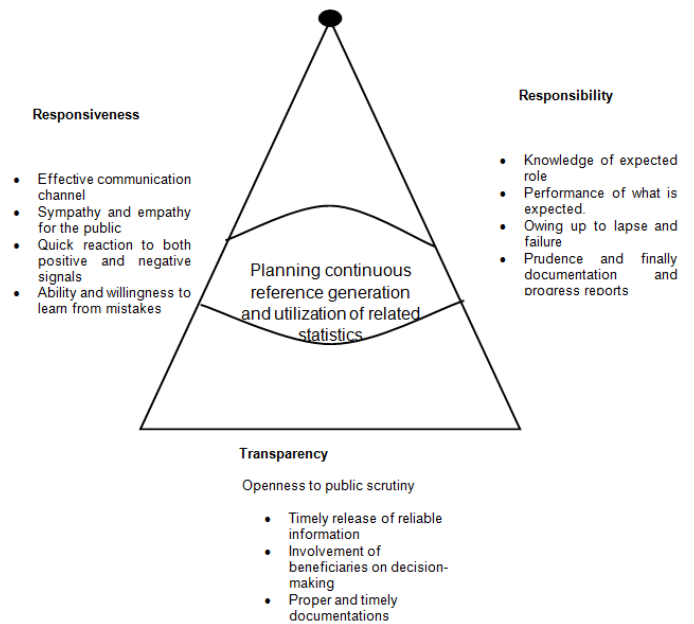 Responsiveness
• Effective communication
channel
• Sympathy and empathy
for the public
• Quick reaction to both
positive and negative
signals
• Ability and willingness to
learn from mistakes
Responsibility
• Knowledge of expected
role
• Performance of what is
expected.
• Owing up to lapse and
failure
• Prudence and finally
documentation and
progress reports
Planning continuous
reference generation
and utilization of related
statistics
Transparency
Openness to public scrutiny
• Timely release of reliable
information
• Involvement of
beneficiaries on decision-
making
• Proper and timely
documentations